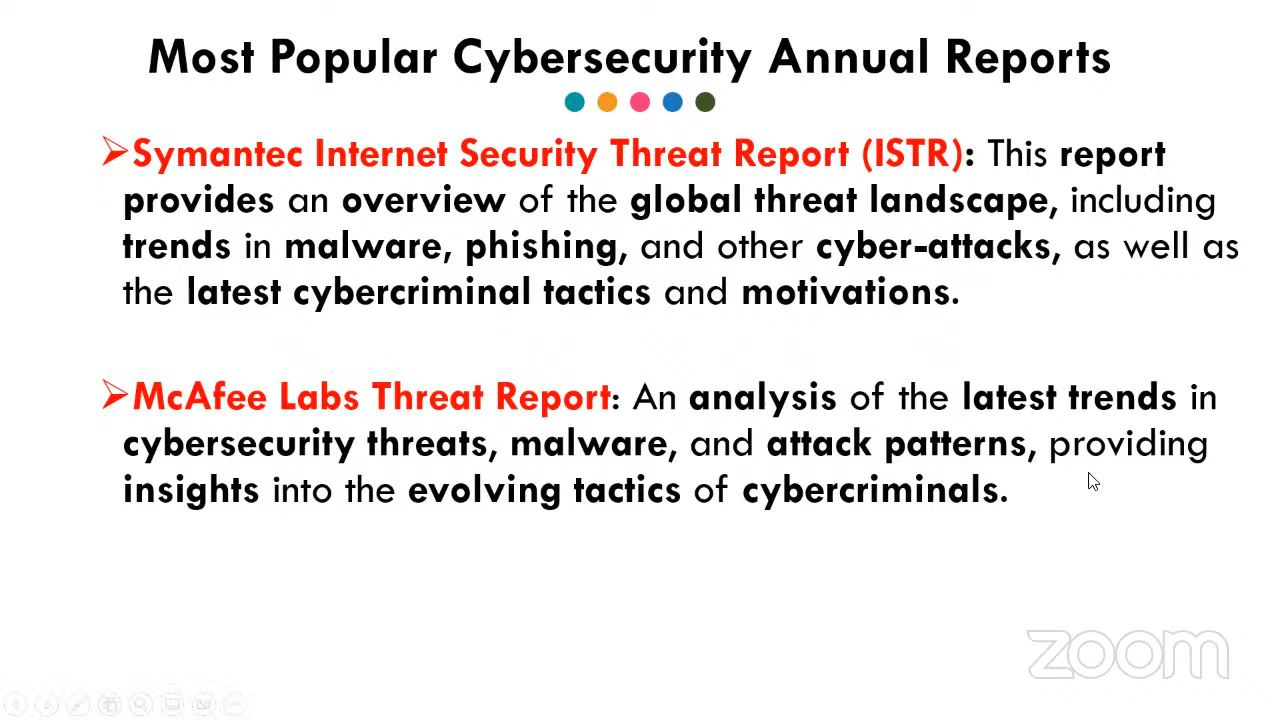 Most Popular Cybersecurity Annual Reports
Symantec Internet Security Threat Report (ISTR): This report
provides an overview of the global threat landscape, including
trends in malware, phishing, and other cyber-attacks, as well as
the latest cybercriminal tactics and motivations.
McAfee Labs Threat Report: An analysis of the latest trends in
cybersecurity threats, malware, and attack patterns, providing
insights into the evolving tactics of cybercriminals.
zoom